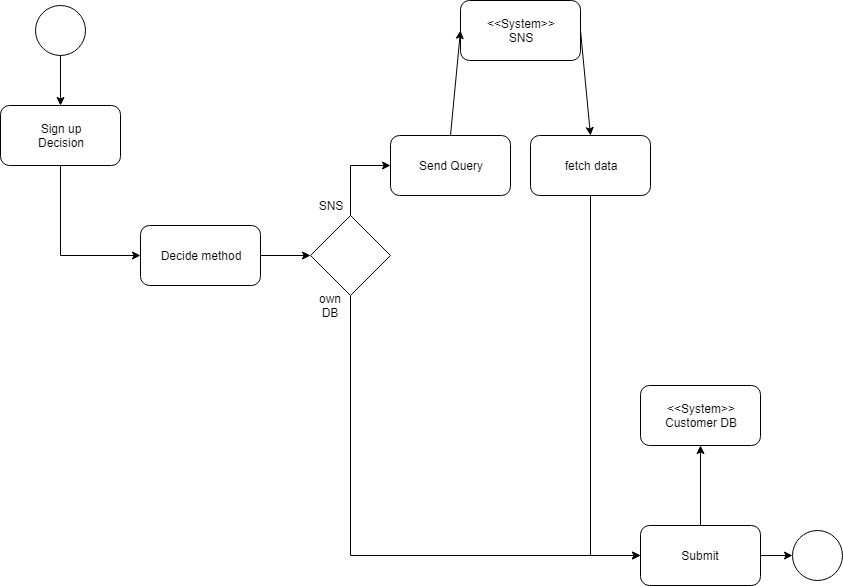 <<System>>
SNS
Sign up
Decision
Send Query
fetch data
SNS
Decide method
own
DB
<<System>>
Customer DB
Submit